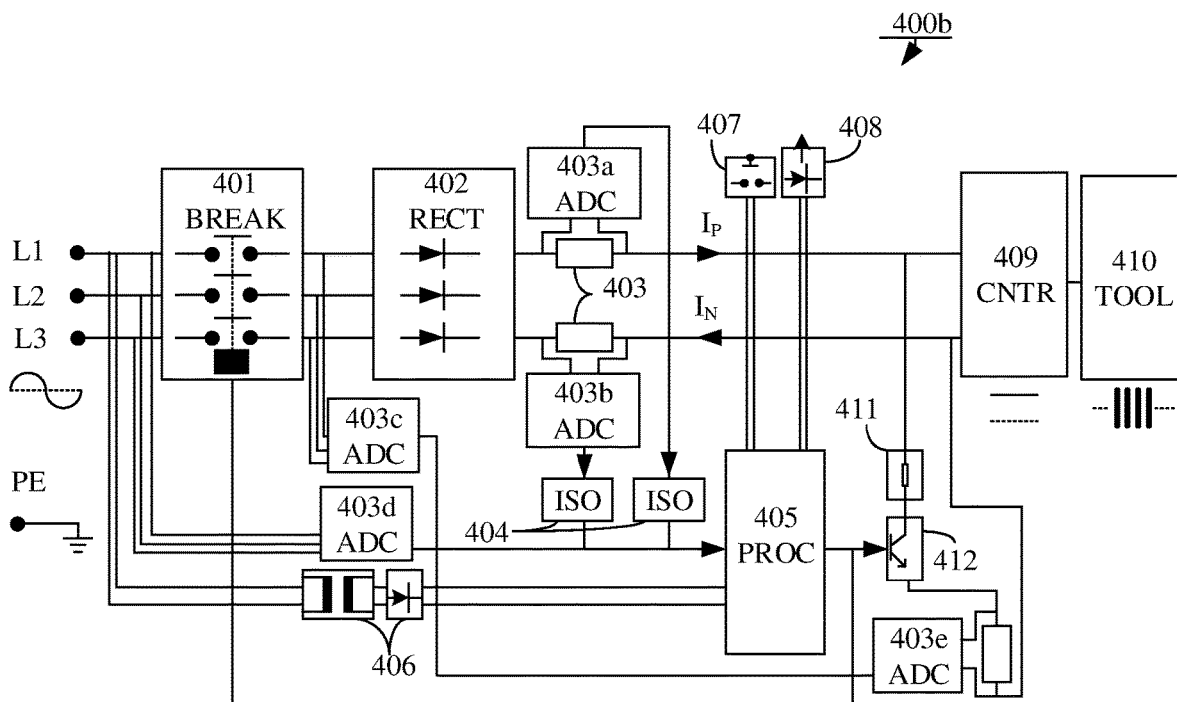 400b
407
408
401
BREAK
402
RECT
403a
ADC
L1
L2
L3
I_P
403
I_N
409
CNTR
410
TOOL
403b
ADC
403c
ADC
411
PE
403d
ADC
ISO
ISO
404
405
PROC
412
406
403e
ADC